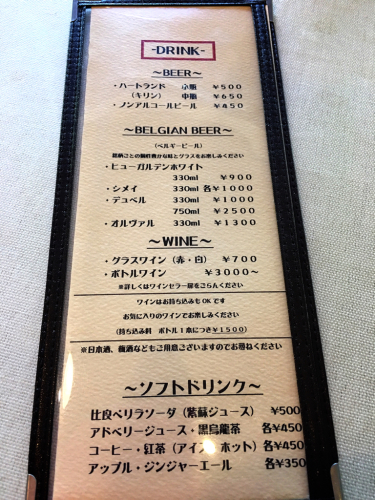 -DRINK-
～BEER～
・ハートランド 小瓶 ￥500
（キリン） 中瓶 ￥650
・ノンアルコールビール ￥450
～BELGIAN BEER～
（ベルギービール）
銘柄ごとの個性豊かな味とグラスをお楽しみください
・ヒューガルデンホワイト
330ml ￥900
・シメイ 330ml 各￥1000
・デュベル 330ml ￥1000
750ml ￥2500
・オルヴァル 330ml ￥1300
～WINE～
・グラスワイン（赤・白） ￥700
・ボトルワイン ￥3000～
※詳しくはワインセラー扉をごらんください
ワインはお持ち込みもOKです
お気に入りのワインでお楽しみください
（持ち込み料 ボトル1本につき￥1500）
※日本酒、梅酒などもご用意ございますのでお尋ねください
～ソフトドリンク～
比良ペリラソーダ（紫蘇ジュース） ￥500
アドベリージュース・黒烏龍茶 各￥450
コーヒー・紅茶（アイス・ホット）各￥450
アップル・ジンジャーエール 各￥350